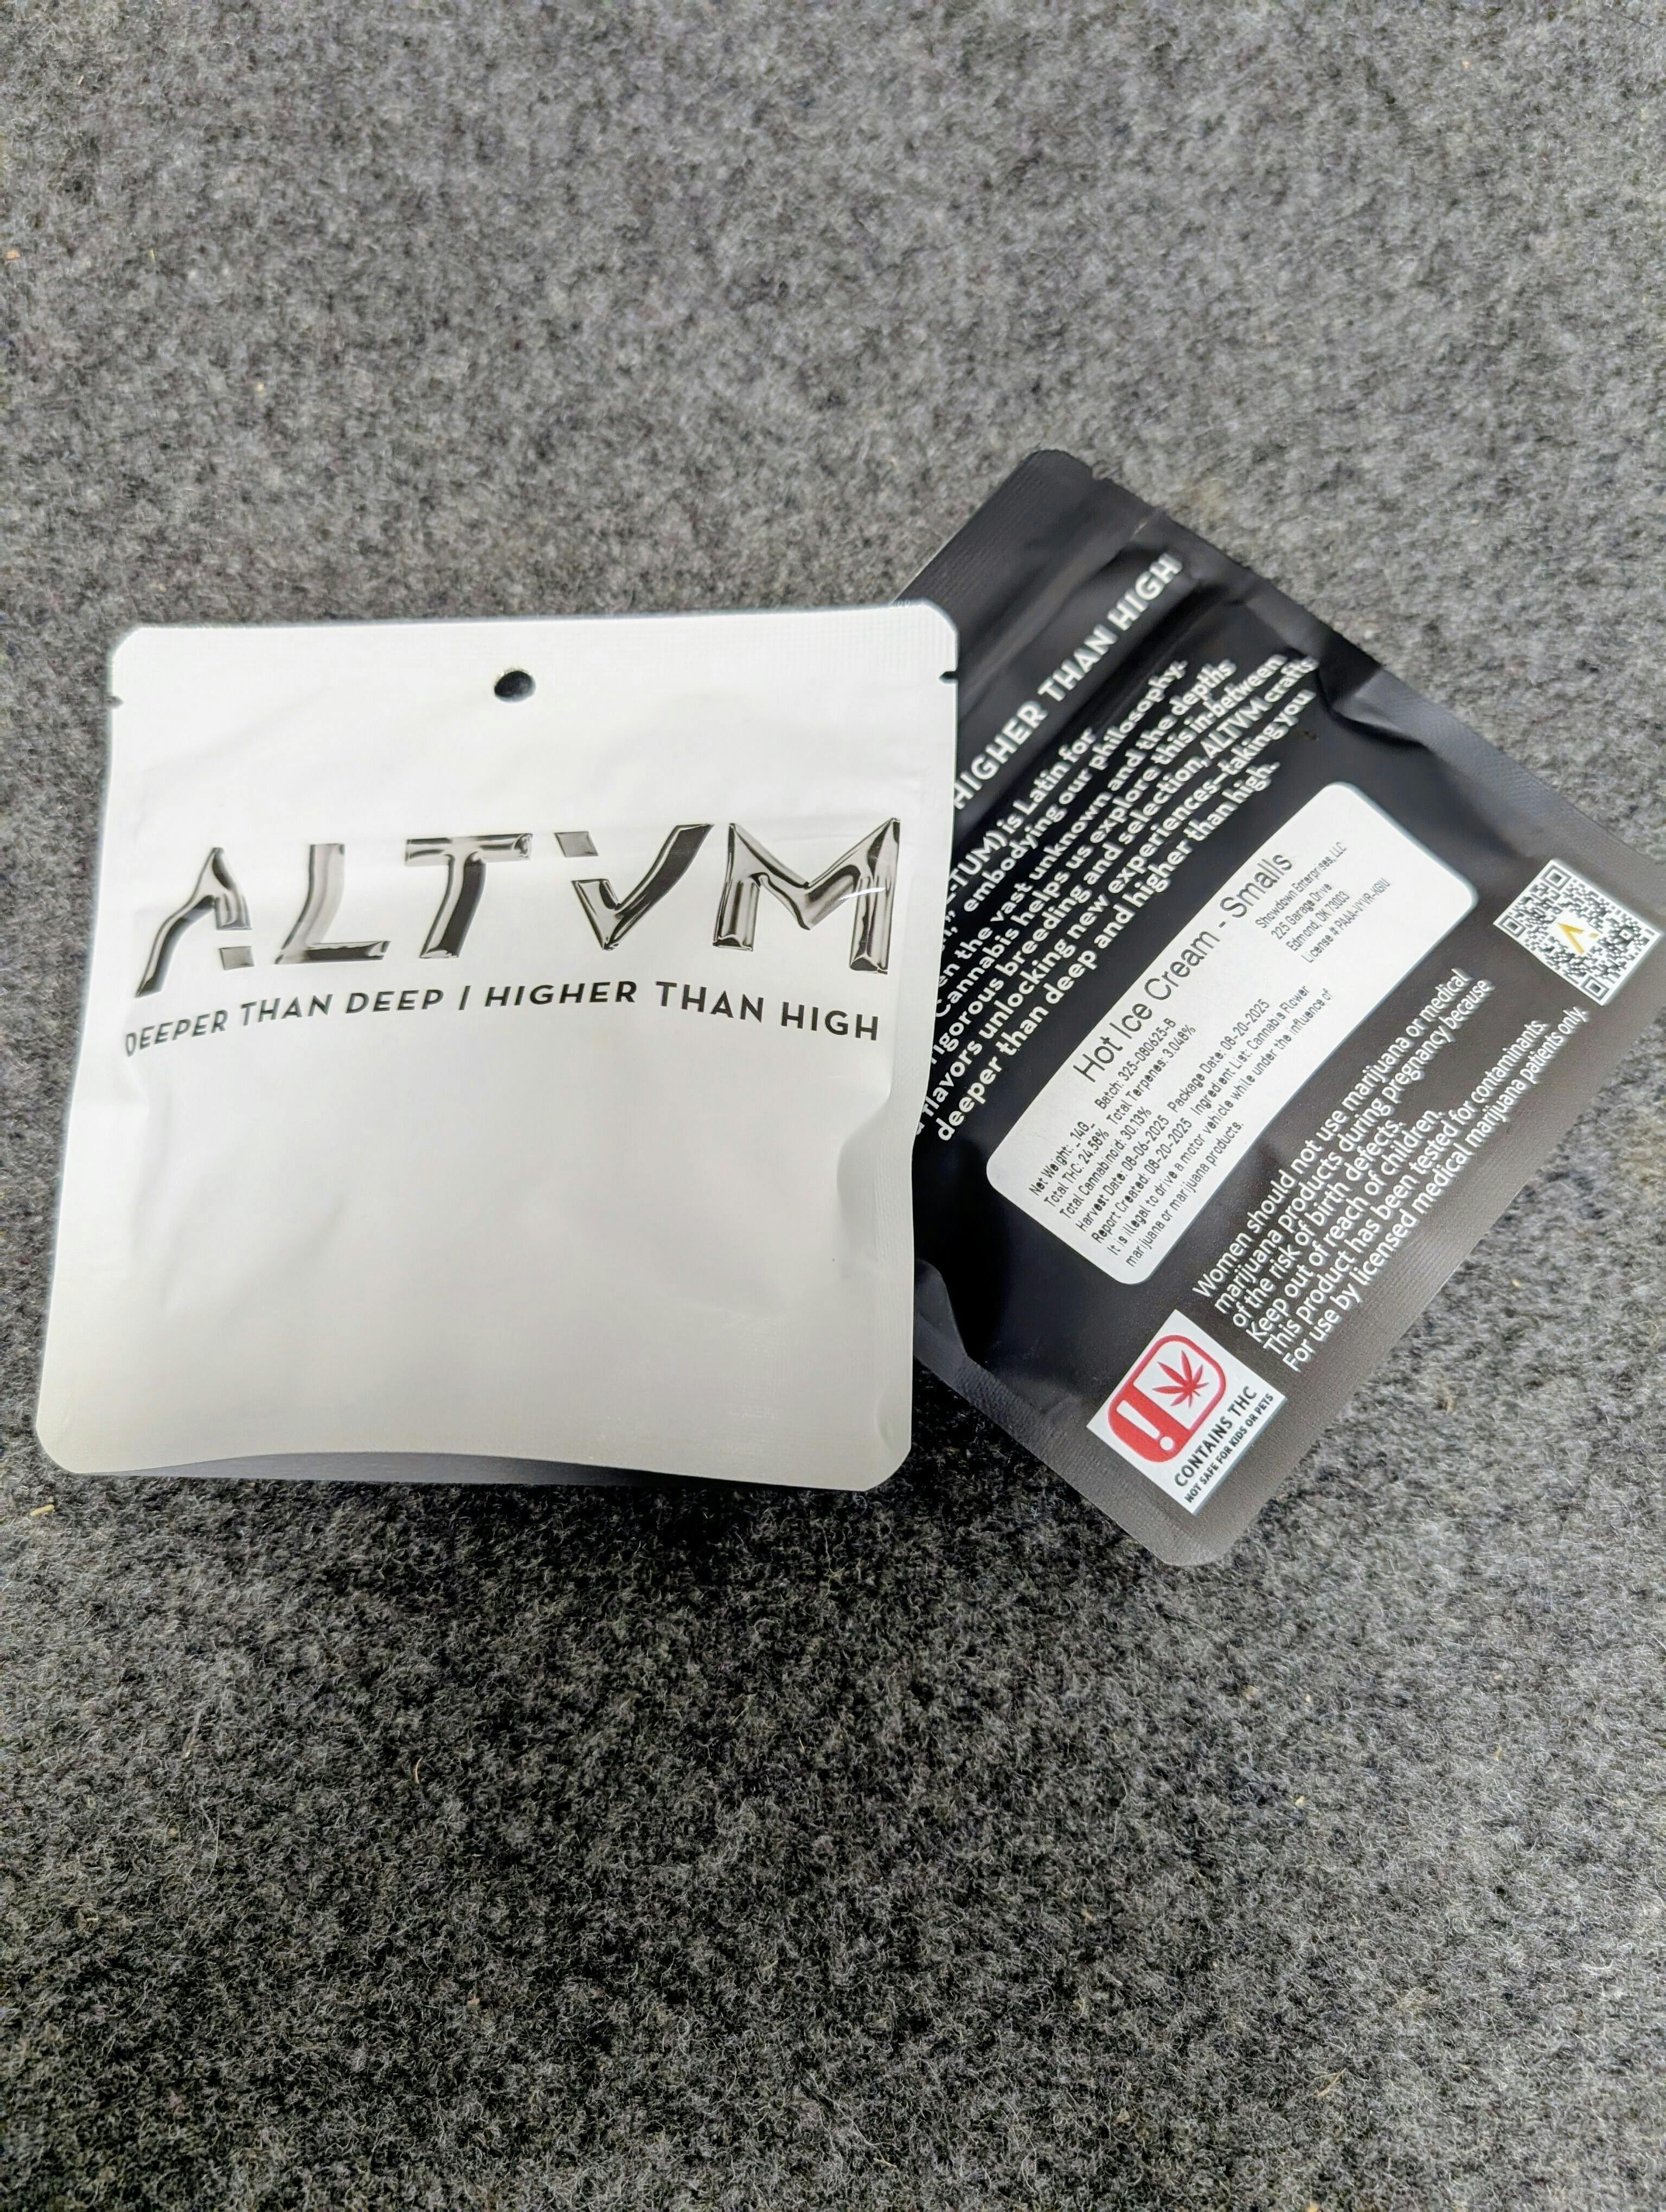 ALTVM
DEEPER THAN DEEP | HIGHER THAN HIGH
HIGHER THAN HIGH
is Latin for
embodying our philosophy.
the vast unknown and the depths
Cannabis helps us explore this in-between
rigorous breeding and selection, ALTVM crafts
flavors unlocking new experiences-taking you
deeper than deep and higher than high.
Hot Ice Cream - Smalls
Showdown Enterprises, LLC
225 Garage Drive
Edmond, OK 73003
Net Weight: _14G_ Batch: 325-080625-B
Total THC: 24.58% Total Terpenes: 3.048%
Total Cannabinoid: 30.13%
Harvest Date: 08-06-2025 Package Date: 08-20-2025
Report Created: 08-20-2025 Ingredient List: Cannabis Flower
It is illegal to drive a motor vehicle while under the influence of
marijuana or marijuana products.
Women should not use marijuana or medical
marijuana products during pregnancy because
of the risk of birth defects.
Keep out of reach of children.
This product has been tested for contaminants.
For use by licensed medical marijuana patients only.
!
CONTAINS THC
NOT SAFE FOR KIDS OR PETS